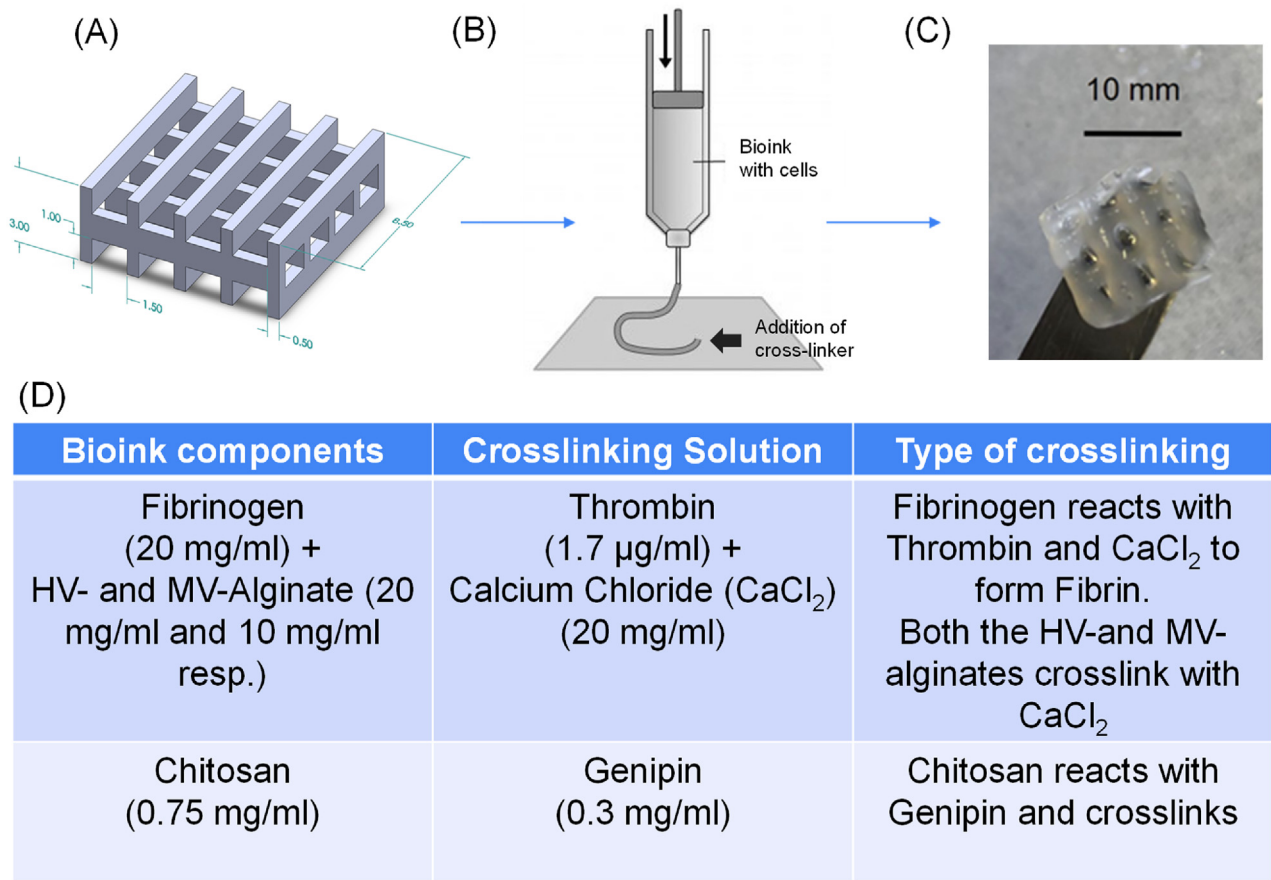 (A)
1.00
3.00
1.50
0.50
6.50
(B)
Bioink
with cells
Addition of
cross-linker
(C)
10 mm
(D)
Bioink components
Crosslinking Solution
Type of crosslinking
Fibrinogen
(20 mg/ml) +
HV- and MV-Alginate (20
mg/ml and 10 mg/ml
resp.)
Thrombin
(1.7 µg/ml) +
Calcium Chloride (CaCl₂)
(20 mg/ml)
Fibrinogen reacts with
Thrombin and CaCl₂ to
form Fibrin.
Both the HV-and MV-
alginates crosslink with
CaCl₂
Chitosan
(0.75 mg/ml)
Genipin
(0.3 mg/ml)
Chitosan reacts with
Genipin and crosslinks